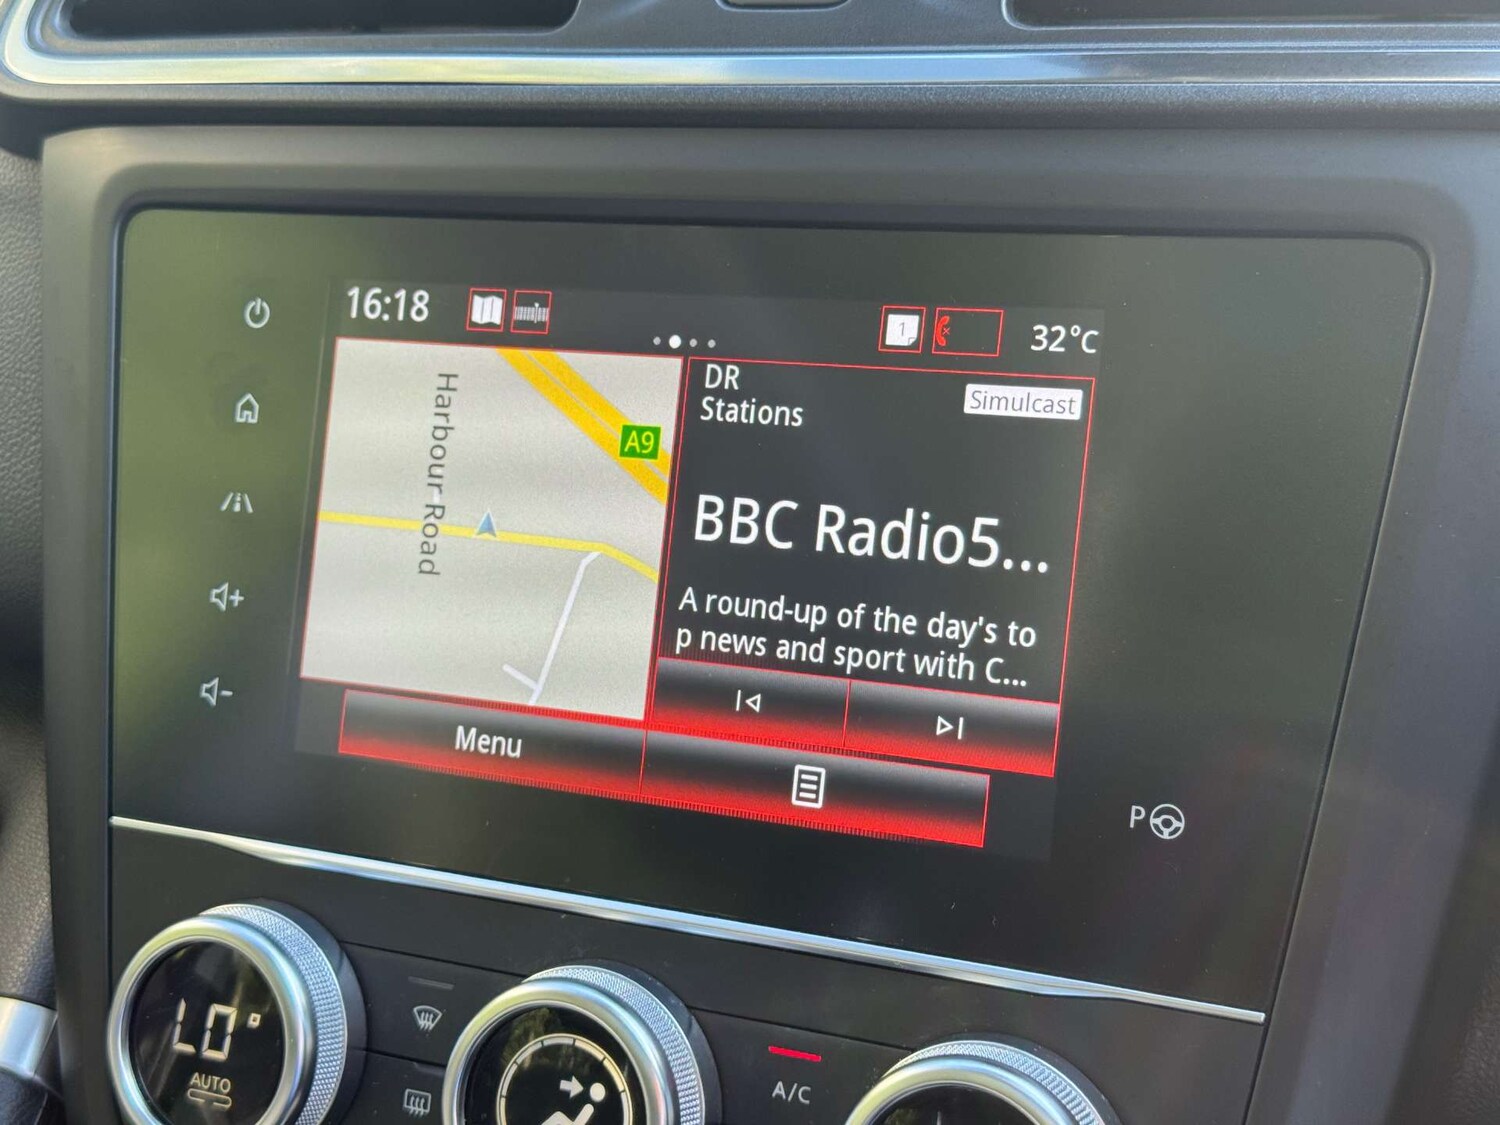 16:18
1
32°C
Harbour Road
A9
DR
Stations
Simulcast
BBC Radio5...
A round-up of the day's to
p news and sport with C...
Menu
P
LO°
AUTO
A/C